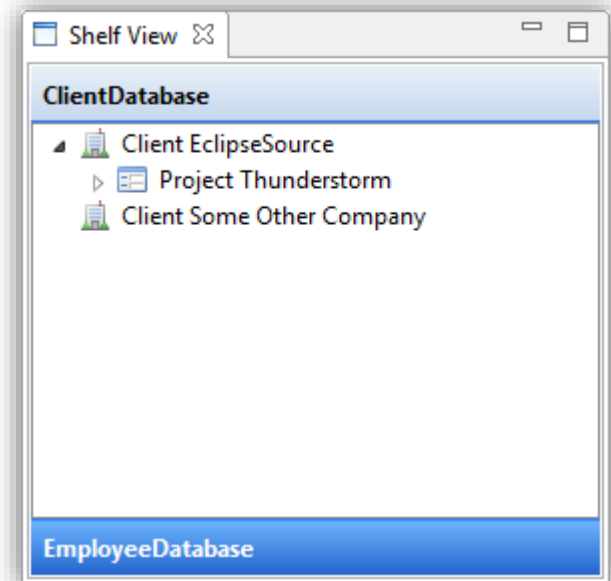 Shelf View
ClientDatabase
Client EclipseSource
Project Thunderstorm
Client Some Other Company
EmployeeDatabase